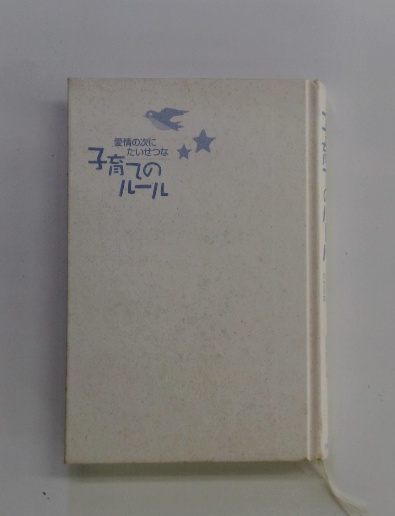 愛情の次に
たいせつな
子育ての
ルール